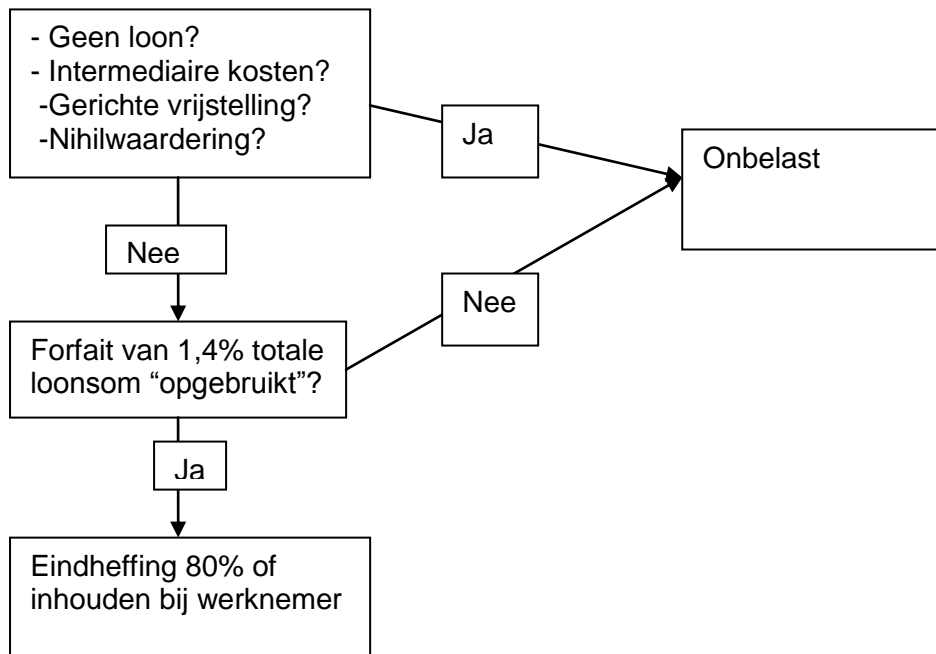 - Geen loon?
- Intermediaire kosten?
-Gerichte vrijstelling?
-Nihilwaardering?
Ja
Onbelast
Nee
Nee
Forfait van 1,4% totale
loonsom “opgebruikt”?
Ja
Eindheffing 80% of
inhouden bij werknemer